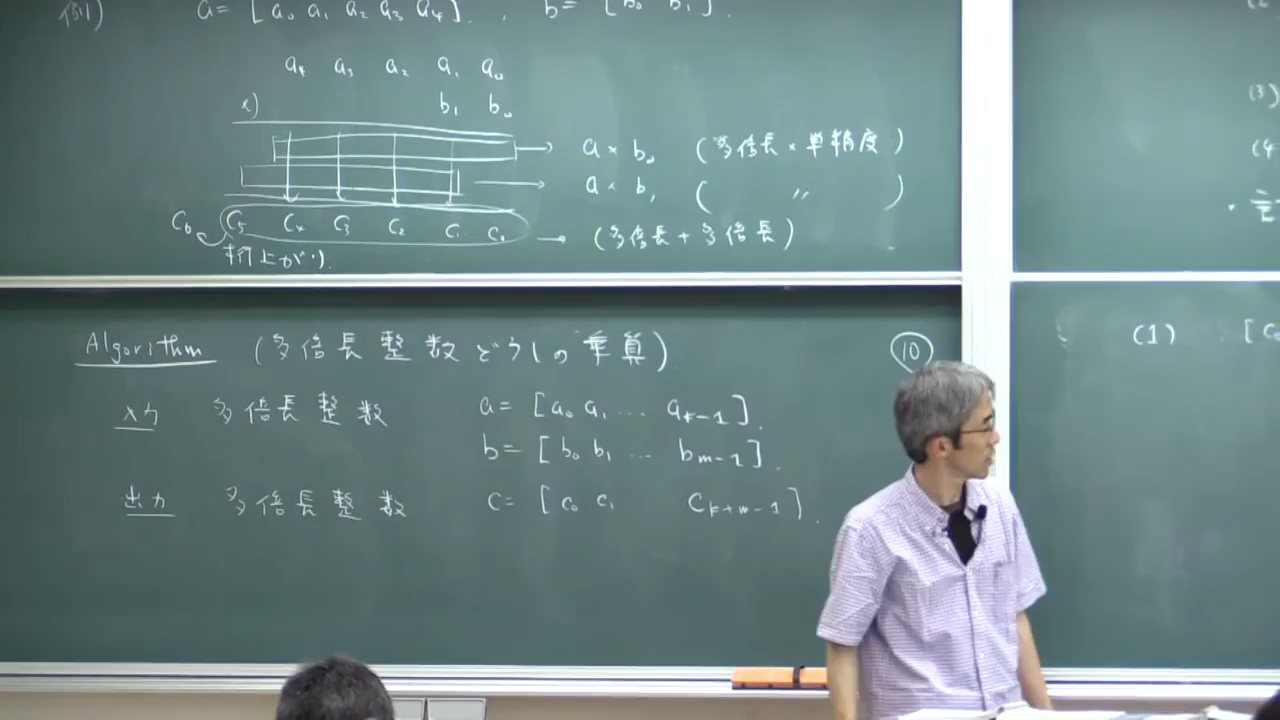 例1) a = [a₀ a₁ a₂ a₃ a₄], b = [b₀ b₁].
a₄ a₃ a₂ a₁ a₀
×) b₁ b₀
→ a × b₀ (多倍長 × 単精度)
→ a × b₁ ( 〃 )
C₆ C₅ C₄ C₃ C₂ C₁ C₀ → (多倍長 + 多倍長)
桁上がり.
Algorithm (多倍長整数どうしの乗算) ⑩
入力 多倍長整数 a = [a₀ a₁ … aₖ₋₁],
b = [b₀ b₁ … bₘ₋₁].
出力 多倍長整数 c = [c₀ c₁ cₖ₊ₘ₋₁].
(3)
(4
(1) [c₀